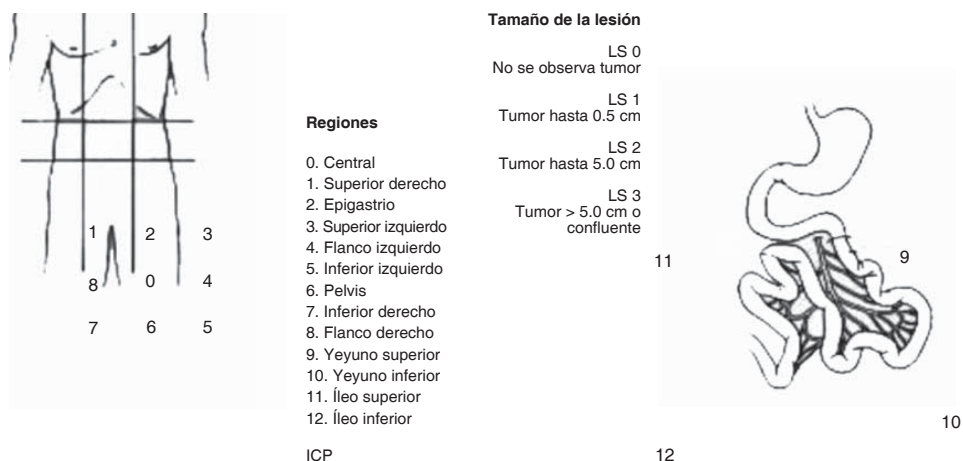 1 2 3
8 0 4
7 6 5
Regiones
0. Central
1. Superior derecho
2. Epigastrio
3. Superior izquierdo
4. Flanco izquierdo
5. Inferior izquierdo
6. Pelvis
7. Inferior derecho
8. Flanco derecho
9. Yeyuno superior
10. Yeyuno inferior
11. Íleo superior
12. Íleo inferior
ICP
Tamaño de la lesión
LS 0
No se observa tumor
LS 1
Tumor hasta 0.5 cm
LS 2
Tumor hasta 5.0 cm
LS 3
Tumor > 5.0 cm o
confluente
11
9
10
12